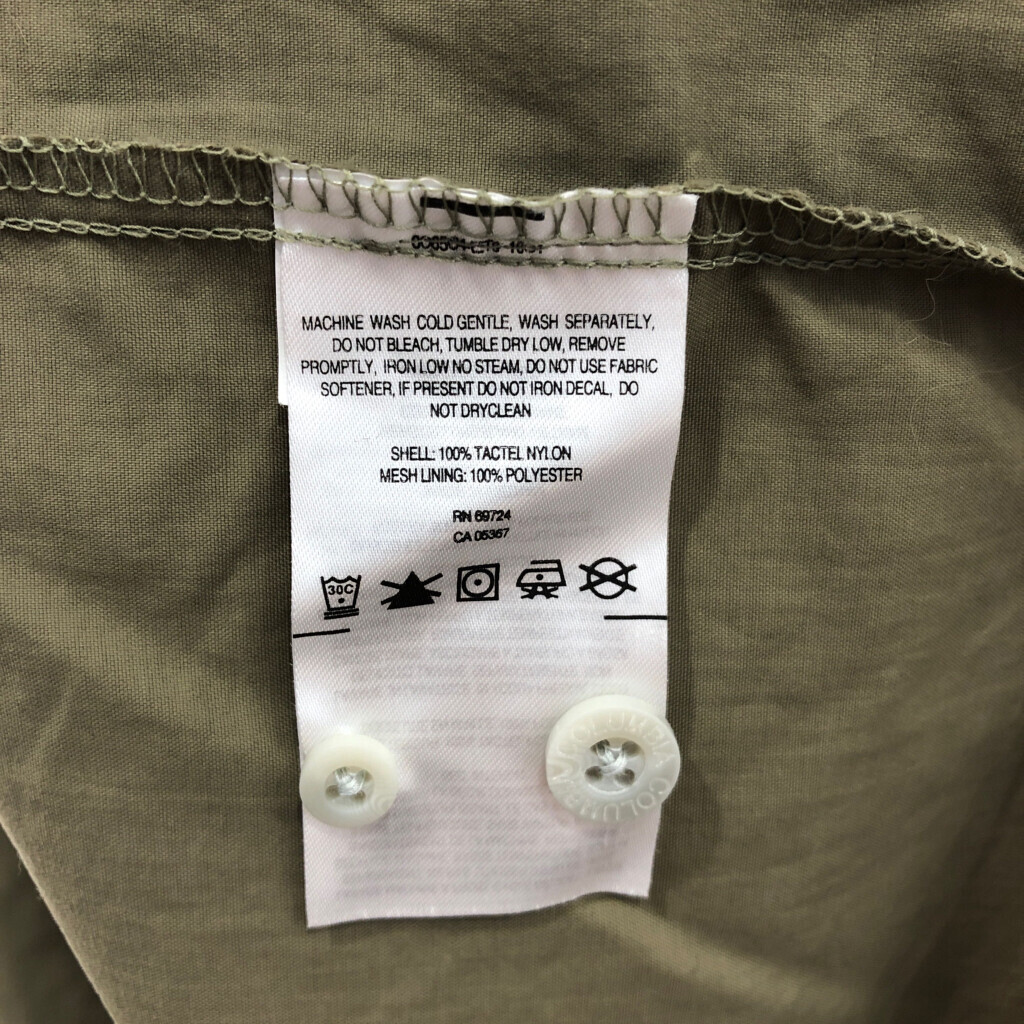 MACHINE WASH COLD GENTLE, WASH SEPARATELY,
DO NOT BLEACH, TUMBLE DRY LOW, REMOVE
PROMPTLY, IRON LOW NO STEAM, DO NOT USE FABRIC
SOFTENER, IF PRESENT DO NOT IRON DECAL, DO
NOT DRYCLEAN
SHELL: 100% TACTEL NYLON
MESH LINING: 100% POLYESTER
RN 69724
CA 05367
30C
COLUMBIA COLUMBIA